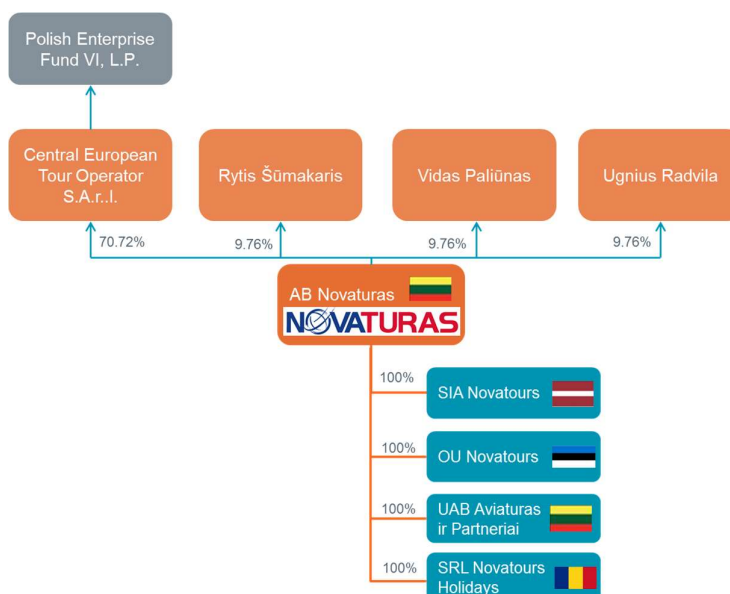 Polish Enterprise
Fund VI, L.P.
Central European
Tour Operator
S.A.r..l.
Rytis Šūmakaris
Vidas Paliūnas
Ugnius Radvila
70.72%
9.76%
9.76%
9.76%
AB Novaturas
NOVATURAS
100%
SIA Novatours
100%
OU Novatours
100%
UAB Aviaturas
ir Partneriai
100%
SRL Novatours
Holidays